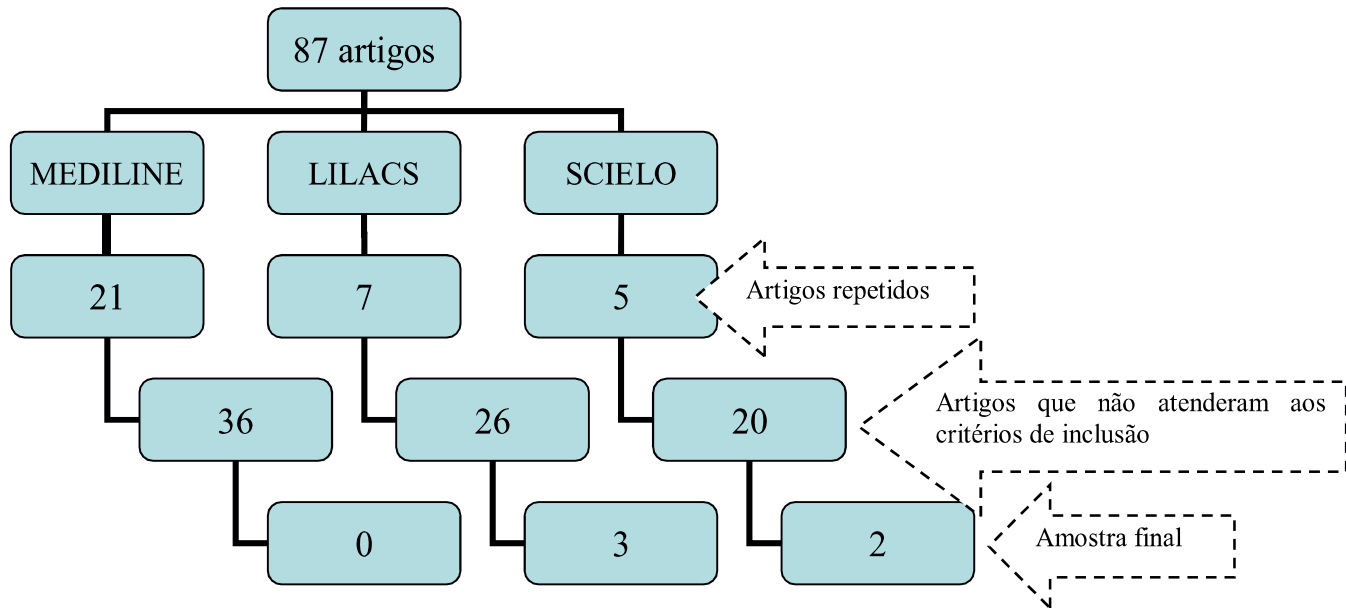 87 artigos
MEDILINE
LILACS
SCIELO
21
7
5
Artigos repetidos
36
26
20
Artigos que não atenderam aos
critérios de inclusão
0
3
2
Amostra final